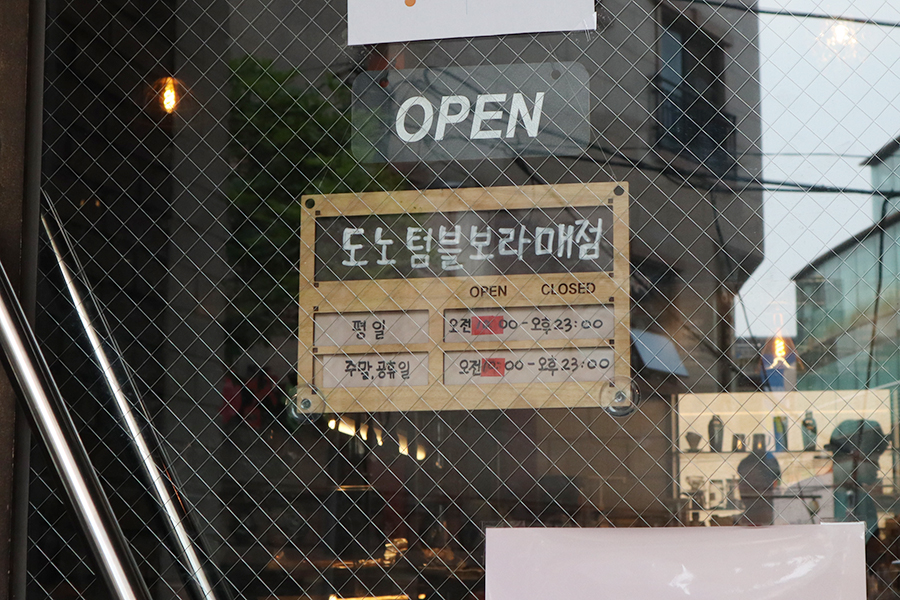 OPEN
도노 텀블보라매점
OPEN CLOSED
평일 오전 :00 - 오후 23:00
주말, 공휴일 오전 :00 - 오후 23:00